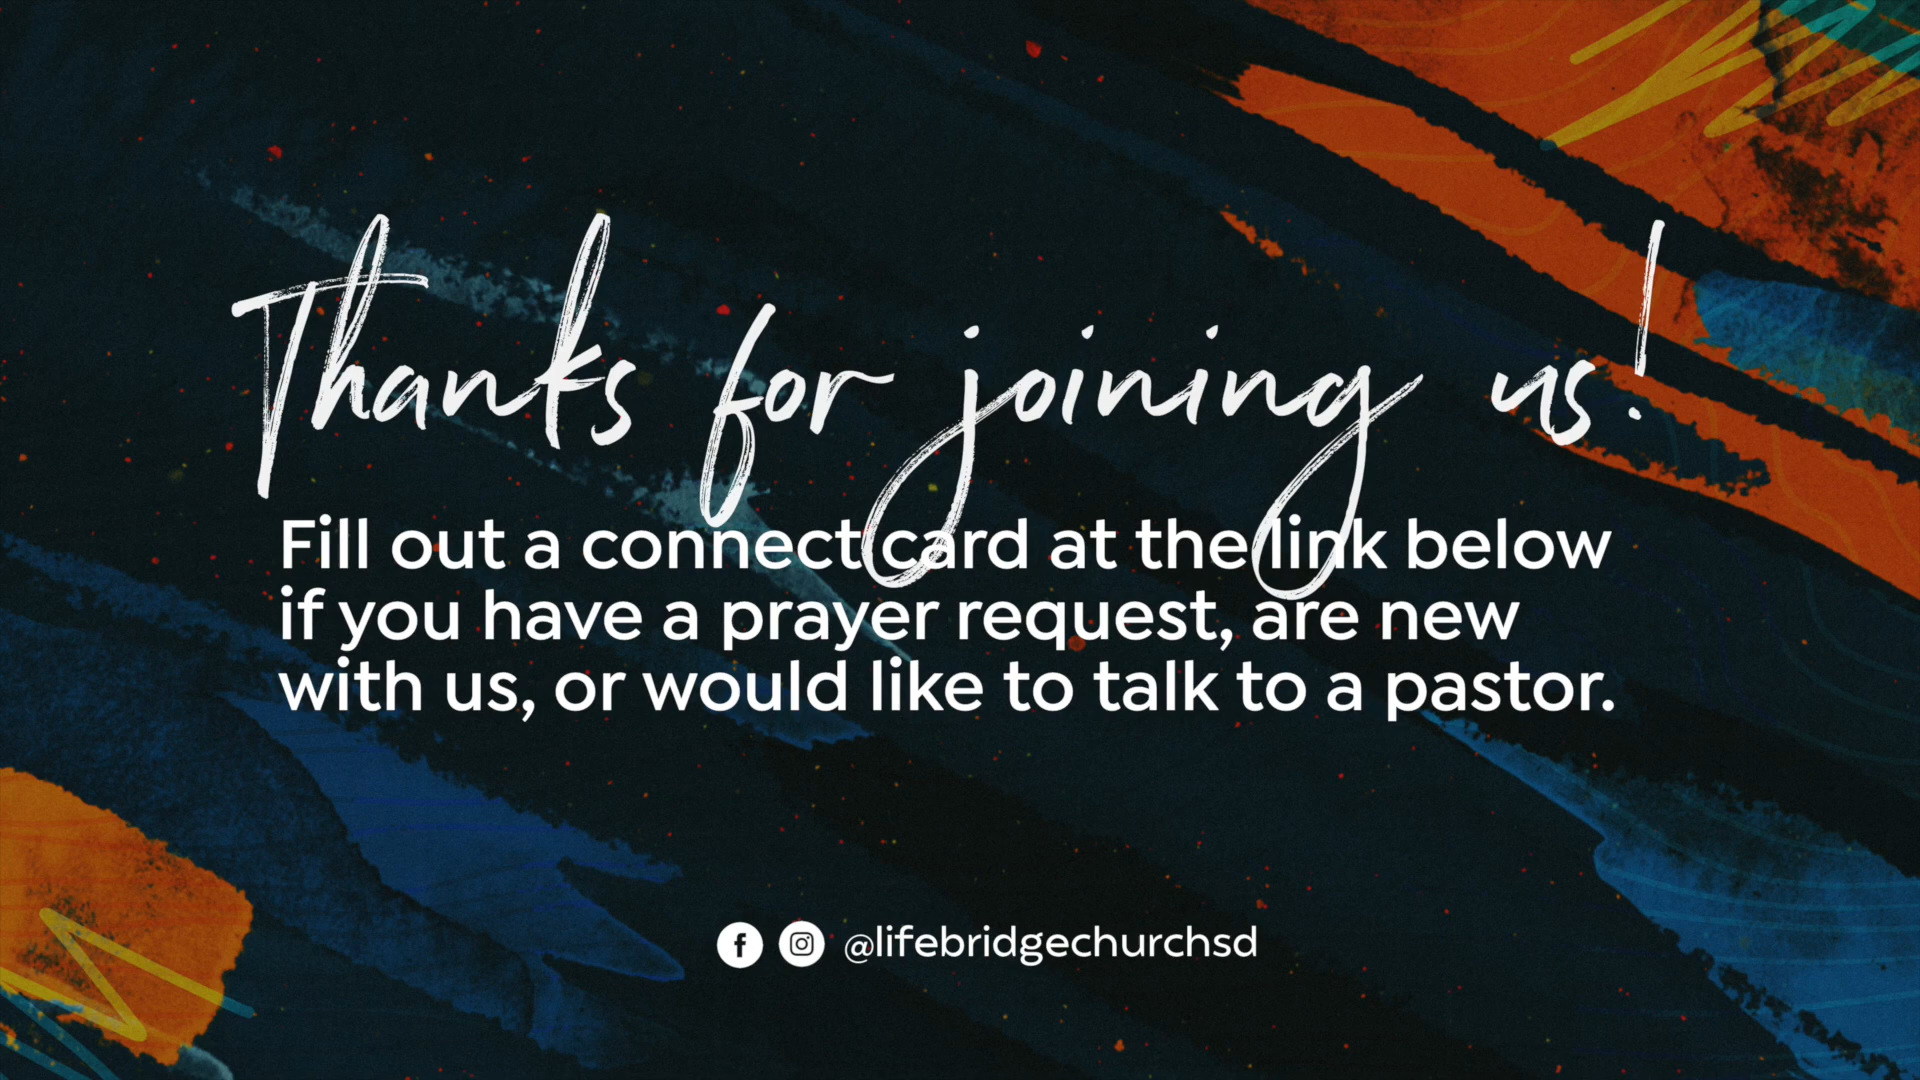 Thanks for joining us!
Fill out a connect card at the link below
if you have a prayer request, are new
with us, or would like to talk to a pastor.
@lifebridgechurchsd